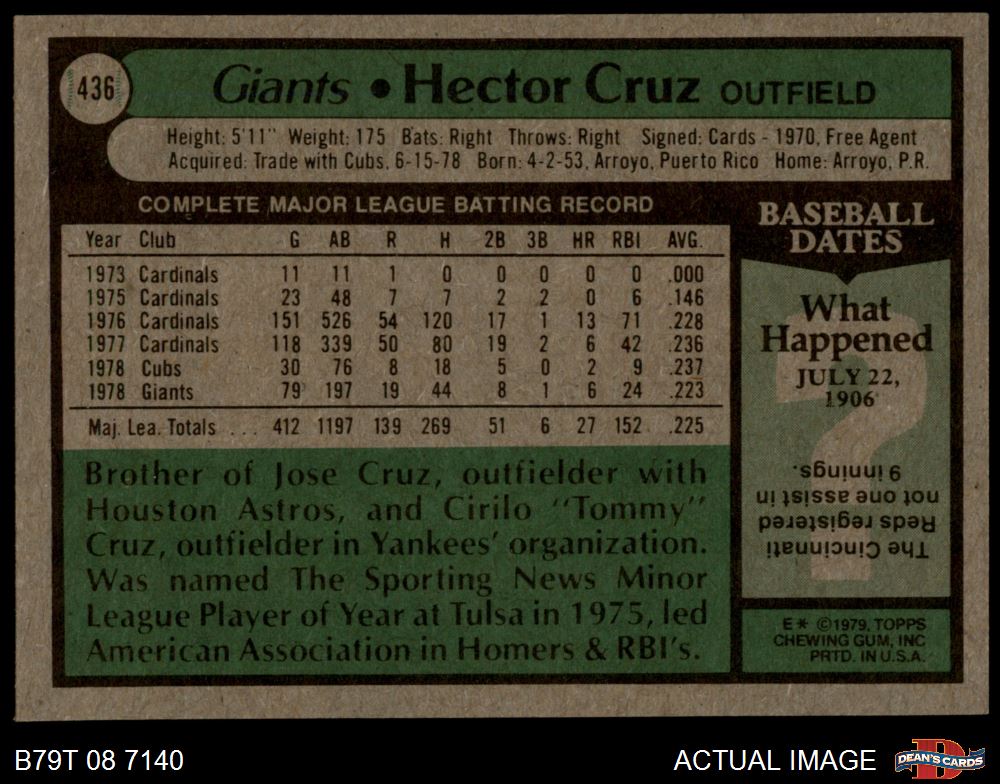 436
Giants • Hector Cruz OUTFIELD
Height: 5'11" Weight: 175 Bats: Right Throws: Right Signed: Cards - 1970, Free Agent
Acquired: Trade with Cubs, 6-15-78 Born: 4-2-53, Arroyo, Puerto Rico Home: Arroyo, P.R.
COMPLETE MAJOR LEAGUE BATTING RECORD
Year Club G AB R H 2B 3B HR RBI AVG.
1973 Cardinals 11 11 1 0 0 0 0 0 .000
1975 Cardinals 23 48 7 7 2 2 0 6 .146
1976 Cardinals 151 526 54 120 17 1 13 71 .228
1977 Cardinals 118 339 50 80 19 2 6 42 .236
1978 Cubs 30 76 8 18 5 0 2 9 .237
1978 Giants 79 197 19 44 8 1 6 24 .223
Maj. Lea. Totals ... 412 1197 139 269 51 6 27 152 .225
Brother of Jose Cruz, outfielder with
Houston Astros, and Cirilo "Tommy"
Cruz, outfielder in Yankees' organization.
Was named The Sporting News Minor
League Player of Year at Tulsa in 1975, led
American Association in Homers & RBI's.
BASEBALL
DATES
What
Happened
JULY 22,
1906
?
The Cincinnati
Reds registered
not one assist in
9 innings.
E* ©1979, TOPPS
CHEWING GUM, INC
PRTD. IN U.S.A.
B79T 08 7140
ACTUAL IMAGE
D
DEAN'S CARDS